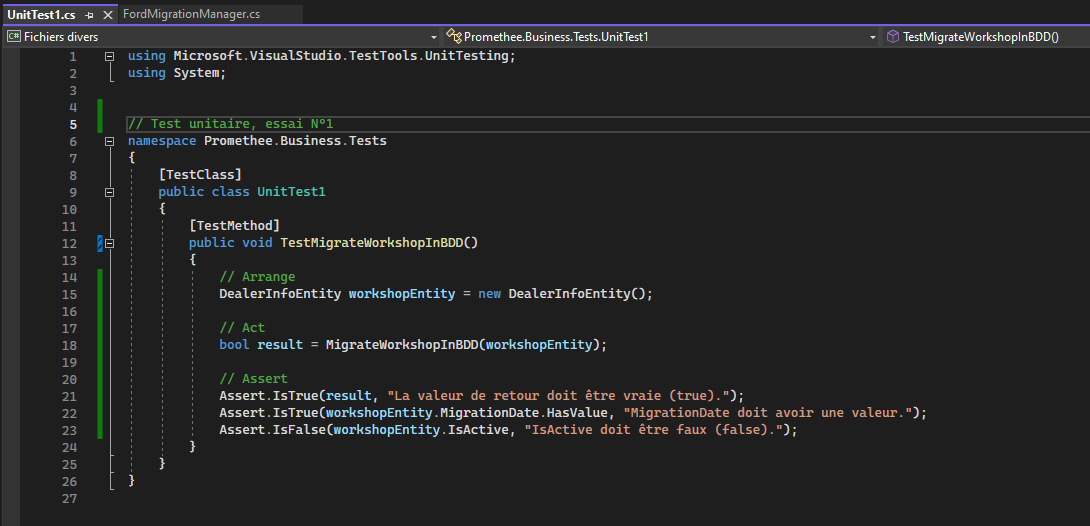 UnitTest1.cs FordMigrationManager.cs
C# Fichiers divers Promethee.Business.Tests.UnitTest1 TestMigrateWorkshopInBDD()
1 using Microsoft.VisualStudio.TestTools.UnitTesting;
2 using System;
3
4
5 // Test unitaire, essai N°1
6 namespace Promethee.Business.Tests
7 {
8 [TestClass]
9 public class UnitTest1
10 {
11 [TestMethod]
12 public void TestMigrateWorkshopInBDD()
13 {
14 // Arrange
15 DealerInfoEntity workshopEntity = new DealerInfoEntity();
16
17 // Act
18 bool result = MigrateWorkshopInBDD(workshopEntity);
19
20 // Assert
21 Assert.IsTrue(result, "La valeur de retour doit être vraie (true).");
22 Assert.IsTrue(workshopEntity.MigrationDate.HasValue, "MigrationDate doit avoir une valeur.");
23 Assert.IsFalse(workshopEntity.IsActive, "IsActive doit être faux (false).");
24 }
25 }
26 }
27